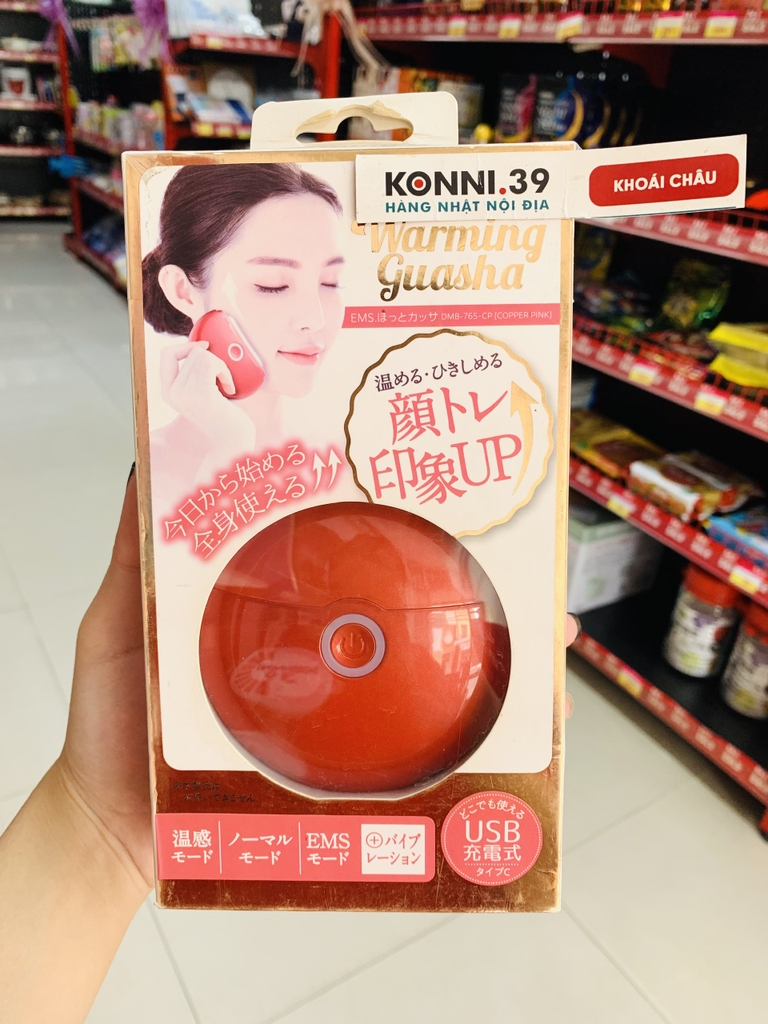 KONNI.39
HÀNG NHẬT NỘI ĐỊA
KHOÁI CHÂU
Warming
Guasha
EMS.ほっとカッサ DMB-765-CP [COPPER PINK]
温める・ひきしめる
顔トレ
印象UP
今日から始める
全身使える
温感
モード
ノーマル
モード
EMS
モード
+バイブ
レーション
どこでも使える
USB
充電式
タイプC